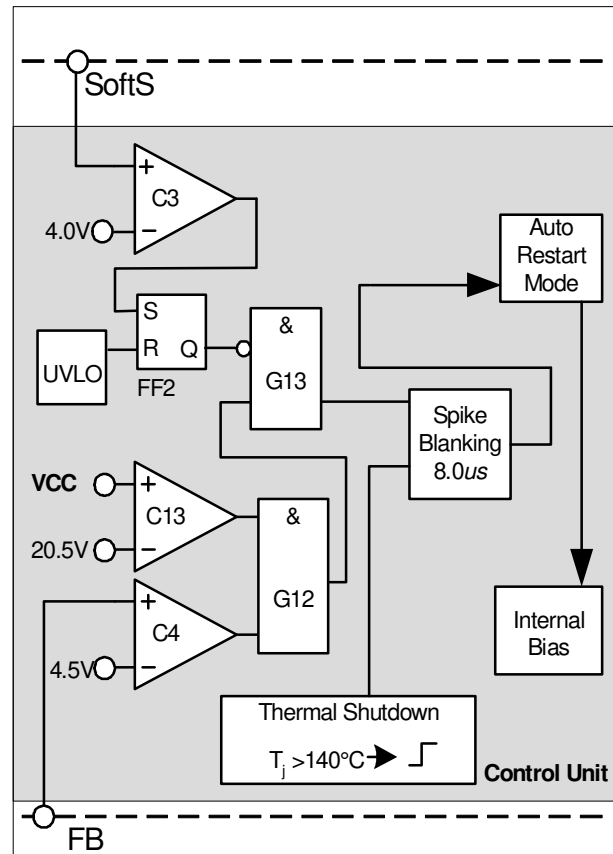 SoftS
+
C3
4.0V
−
Auto
Restart
Mode
S
R
Q
UVLO
FF2
&
G13
Spike
Blanking
8.0us
VCC
+
C13
20.5V
−
&
G12
+
C4
4.5V
−
Internal
Bias
Thermal Shutdown
Tj >140°C
Control Unit
FB